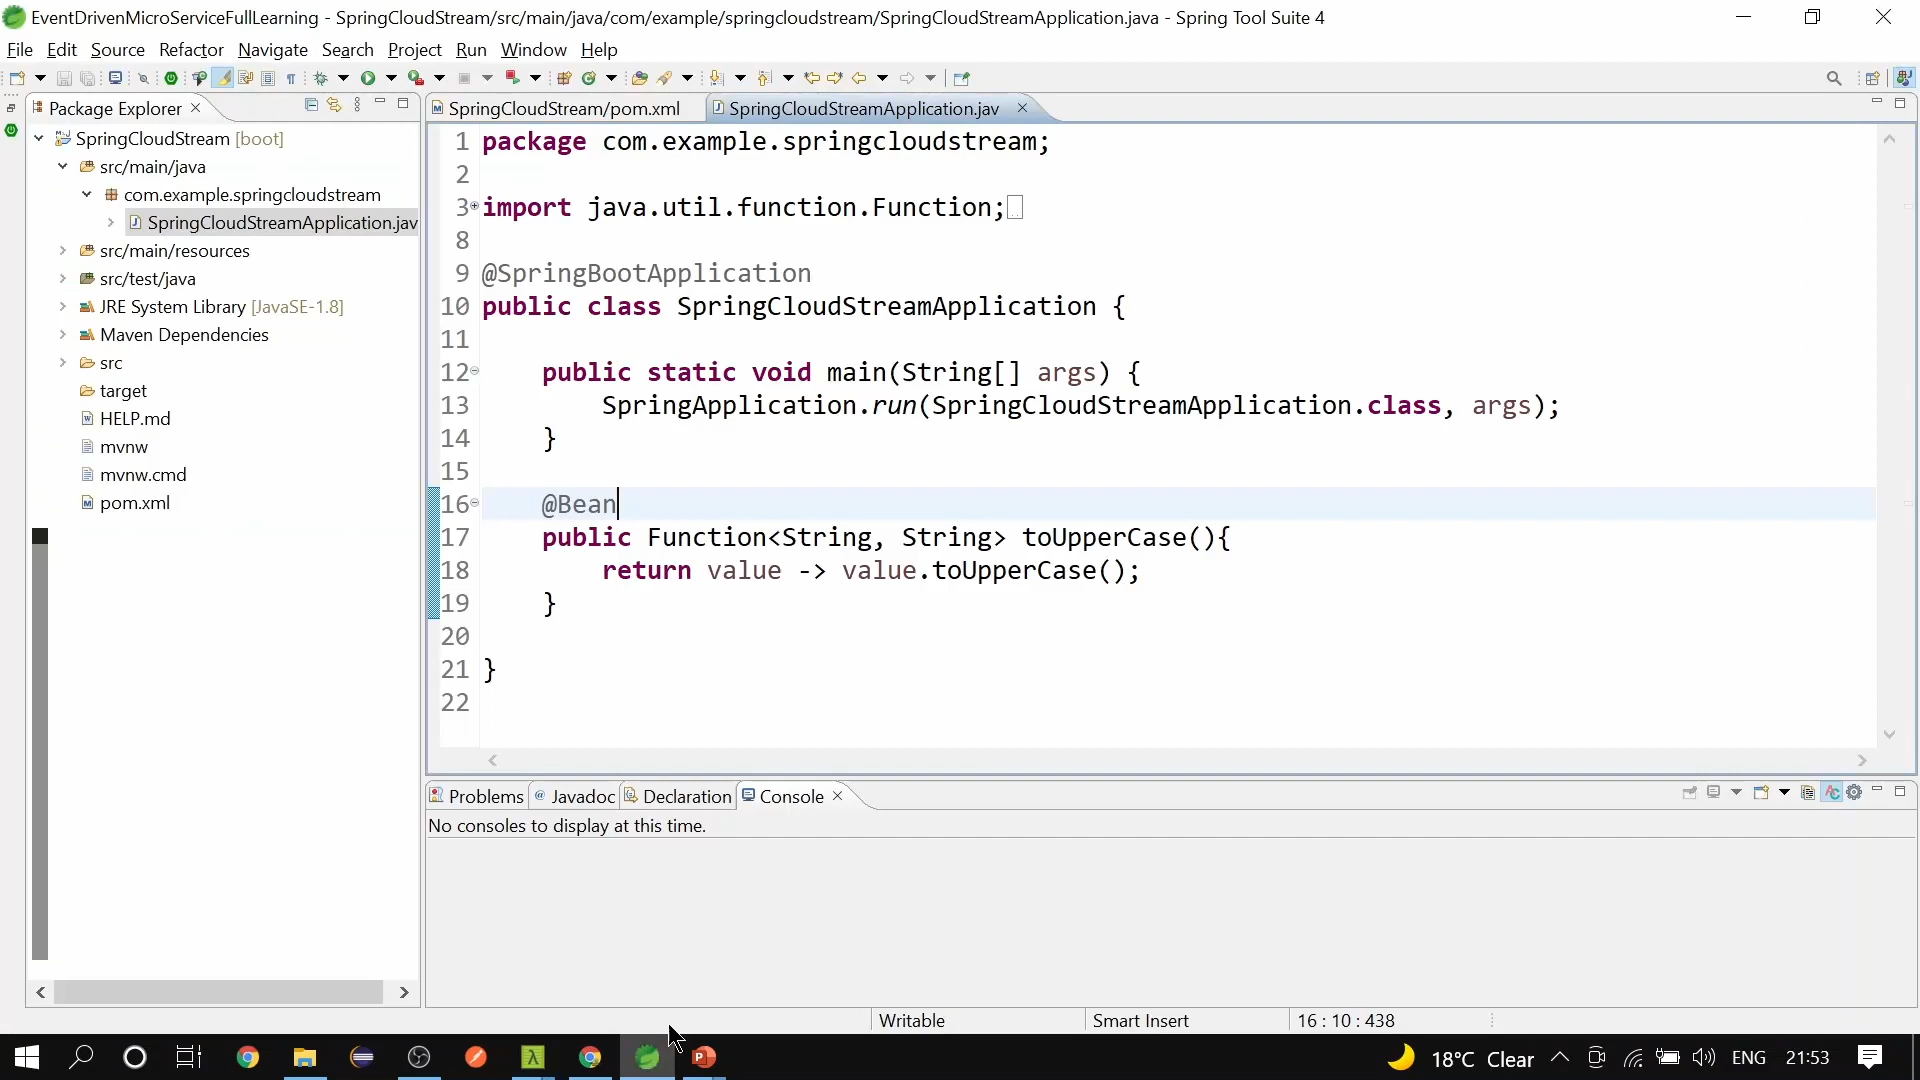 EventDrivenMicroServiceFullLearning - SpringCloudStream/src/main/java/com/example/springcloudstream/SpringCloudStreamApplication.java - Spring Tool Suite 4
File Edit Source Refactor Navigate Search Project Run Window Help
Package Explorer
SpringCloudStream [boot]
src/main/java
com.example.springcloudstream
SpringCloudStreamApplication.jav
src/main/resources
src/test/java
JRE System Library [JavaSE-1.8]
Maven Dependencies
src
target
HELP.md
mvnw
mvnw.cmd
pom.xml
SpringCloudStream/pom.xml SpringCloudStreamApplication.jav
1 package com.example.springcloudstream;
2
3 import java.util.function.Function;
8
9 @SpringBootApplication
10 public class SpringCloudStreamApplication {
11
12 public static void main(String[] args) {
13 SpringApplication.run(SpringCloudStreamApplication.class, args);
14 }
15
16 @Bean
17 public Function<String, String> toUpperCase(){
18 return value -> value.toUpperCase();
19 }
20
21 }
22
Problems Javadoc Declaration Console
No consoles to display at this time.
Writable Smart Insert 16 : 10 : 438
18°C Clear ENG 21:53